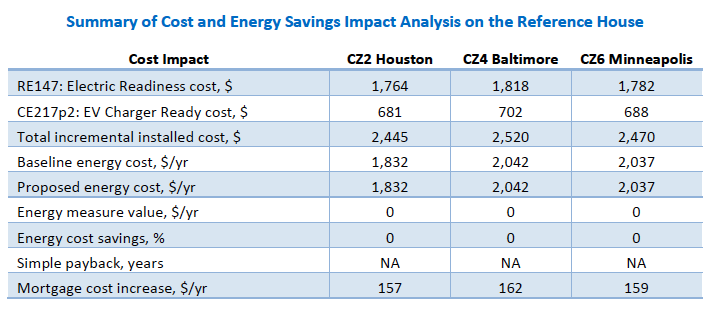 Summary of Cost and Energy Savings Impact Analysis on the Reference House
Cost Impact CZ2 Houston CZ4 Baltimore CZ6 Minneapolis
RE147: Electric Readiness cost, $ 1,764 1,818 1,782
CE217p2: EV Charger Ready cost, $ 681 702 688
Total incremental installed cost, $ 2,445 2,520 2,470
Baseline energy cost, $/yr 1,832 2,042 2,037
Proposed energy cost, $/yr 1,832 2,042 2,037
Energy measure value, $/yr 0 0 0
Energy cost savings, % 0 0 0
Simple payback, years NA NA NA
Mortgage cost increase, $/yr 157 162 159